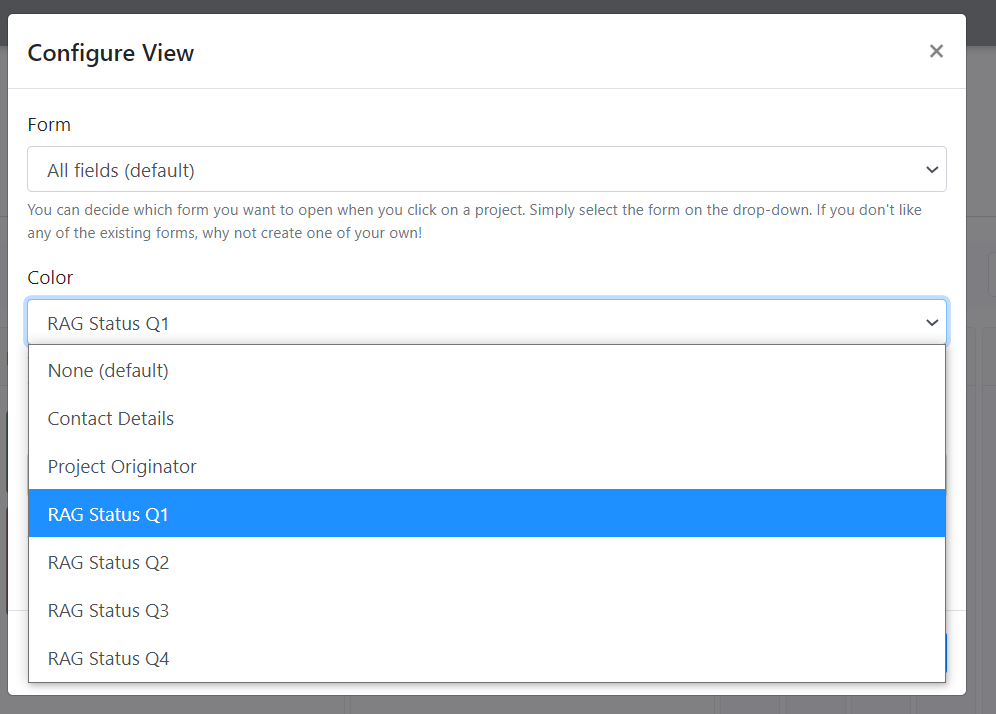 Configure View
×
Form
All fields (default)
You can decide which form you want to open when you click on a project. Simply select the form on the drop-down. If you don't like
any of the existing forms, why not create one of your own!
Color
RAG Status Q1
None (default)
Contact Details
Project Originator
RAG Status Q1
RAG Status Q2
RAG Status Q3
RAG Status Q4